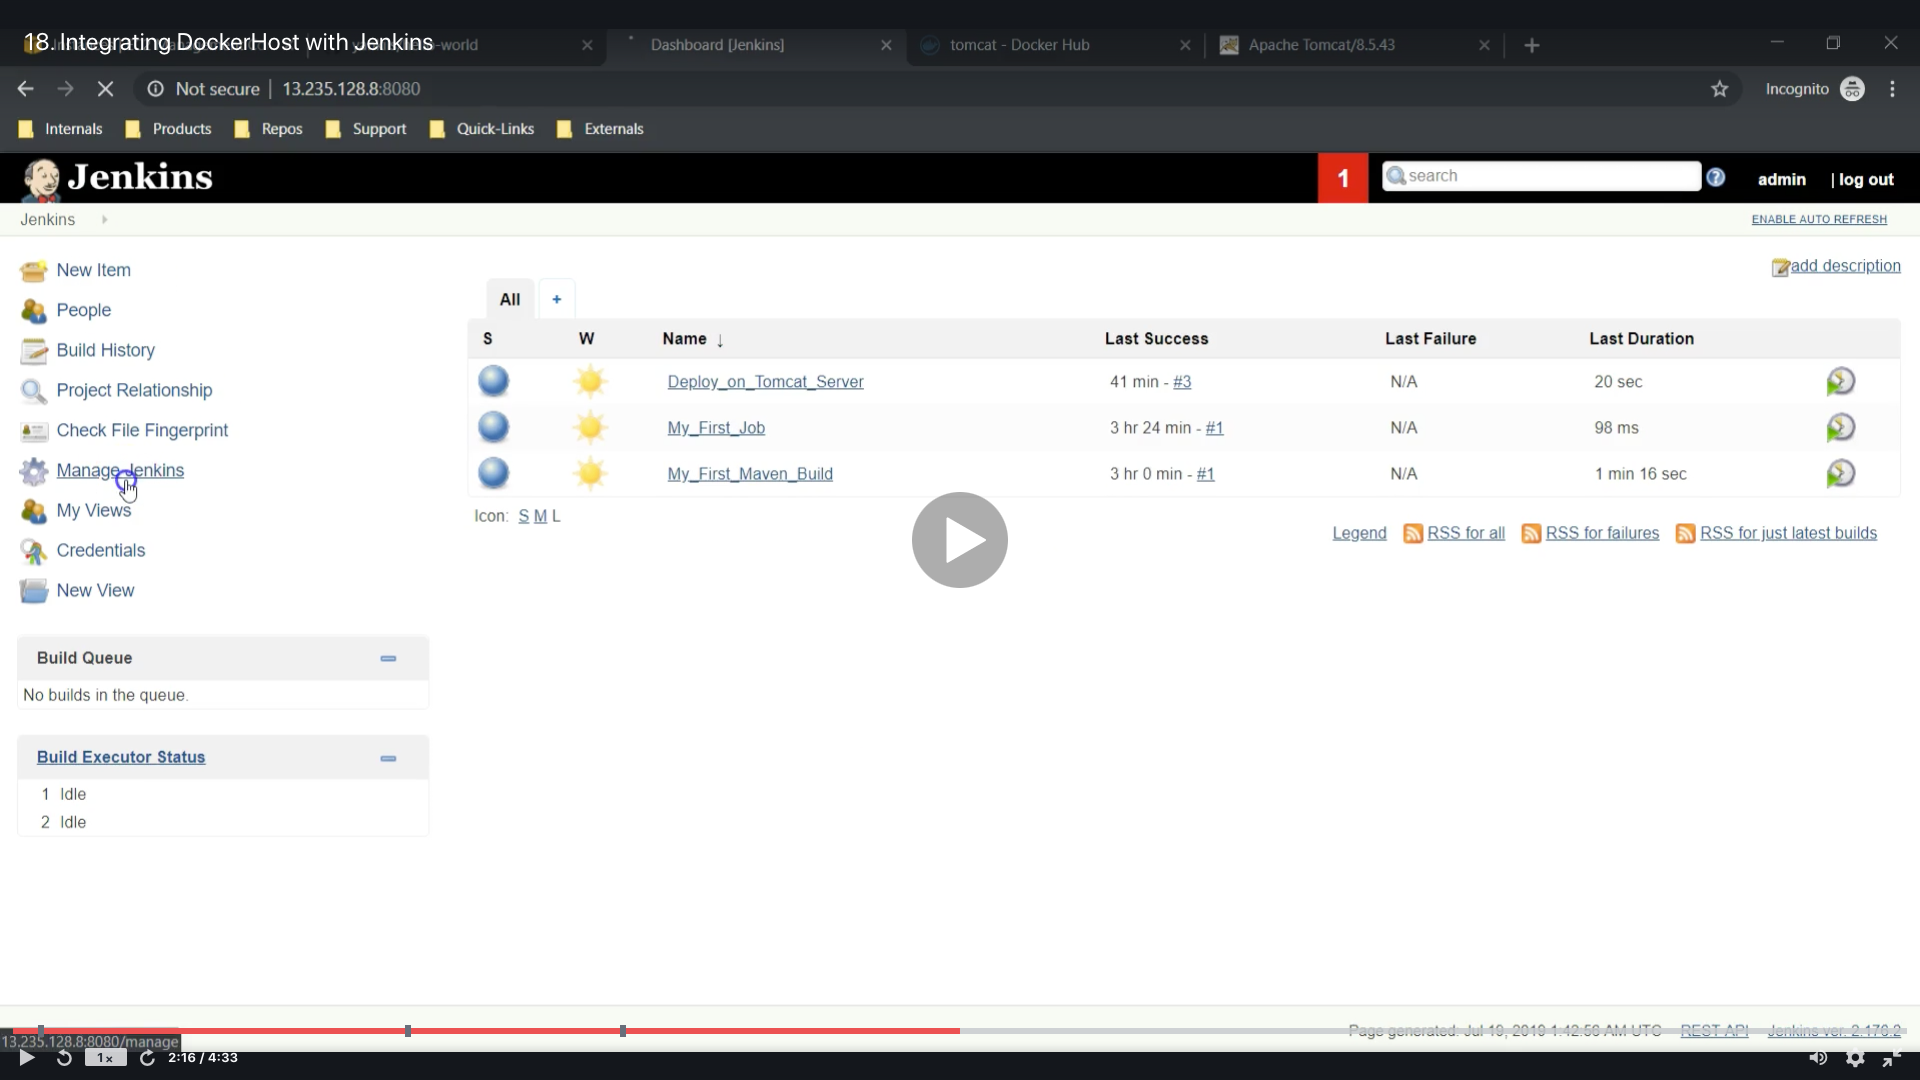 18. Integrating DockerHost with Jenkins
-world
Dashboard [Jenkins]
tomcat - Docker Hub
Apache Tomcat/8.5.43
Not secure | 13.235.128.8:8080
Incognito
Internals
Products
Repos
Support
Quick-Links
Externals
Jenkins
1
search
admin
| log out
Jenkins
ENABLE AUTO REFRESH
New Item
People
Build History
Project Relationship
Check File Fingerprint
Manage Jenkins
My Views
Credentials
New View
add description
All
+
S W Name ↓ Last Success Last Failure Last Duration
Deploy_on_Tomcat_Server 41 min - #3 N/A 20 sec
My_First_Job 3 hr 24 min - #1 N/A 98 ms
My_First_Maven_Build 3 hr 0 min - #1 N/A 1 min 16 sec
Icon: S M L
Legend RSS for all RSS for failures RSS for just latest builds
Build Queue
No builds in the queue.
Build Executor Status
1 Idle
2 Idle
Page generated: Jul 19, 2019 1:42:58 AM UTC REST API Jenkins ver. 2.176.2
13.235.128.8:8080/manage
1x
2:16 / 4:33